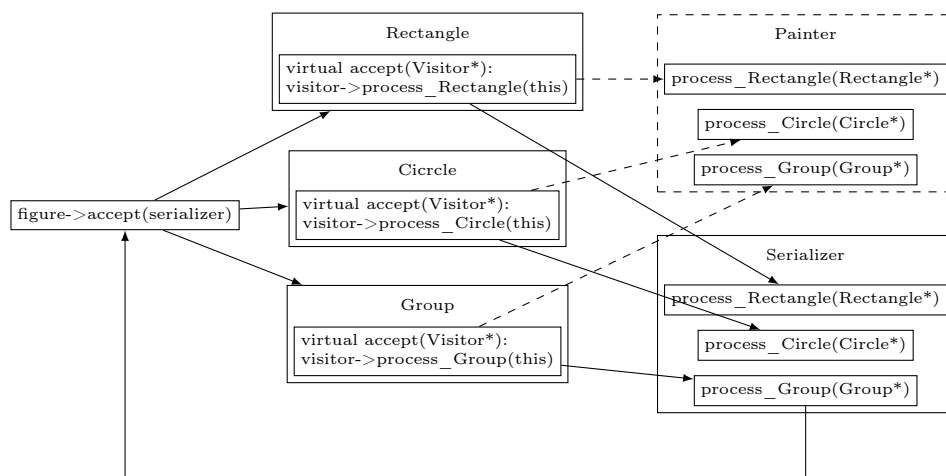 Rectangle
virtual accept(Visitor*):
visitor->process_Rectangle(this)
Painter
process_Rectangle(Rectangle*)
process_Circle(Circle*)
process_Group(Group*)
figure->accept(serializer)
Cicrcle
virtual accept(Visitor*):
visitor->process_Circle(this)
Group
virtual accept(Visitor*):
visitor->process_Group(this)
Serializer
process_Rectangle(Rectangle*)
process_Circle(Circle*)
process_Group(Group*)